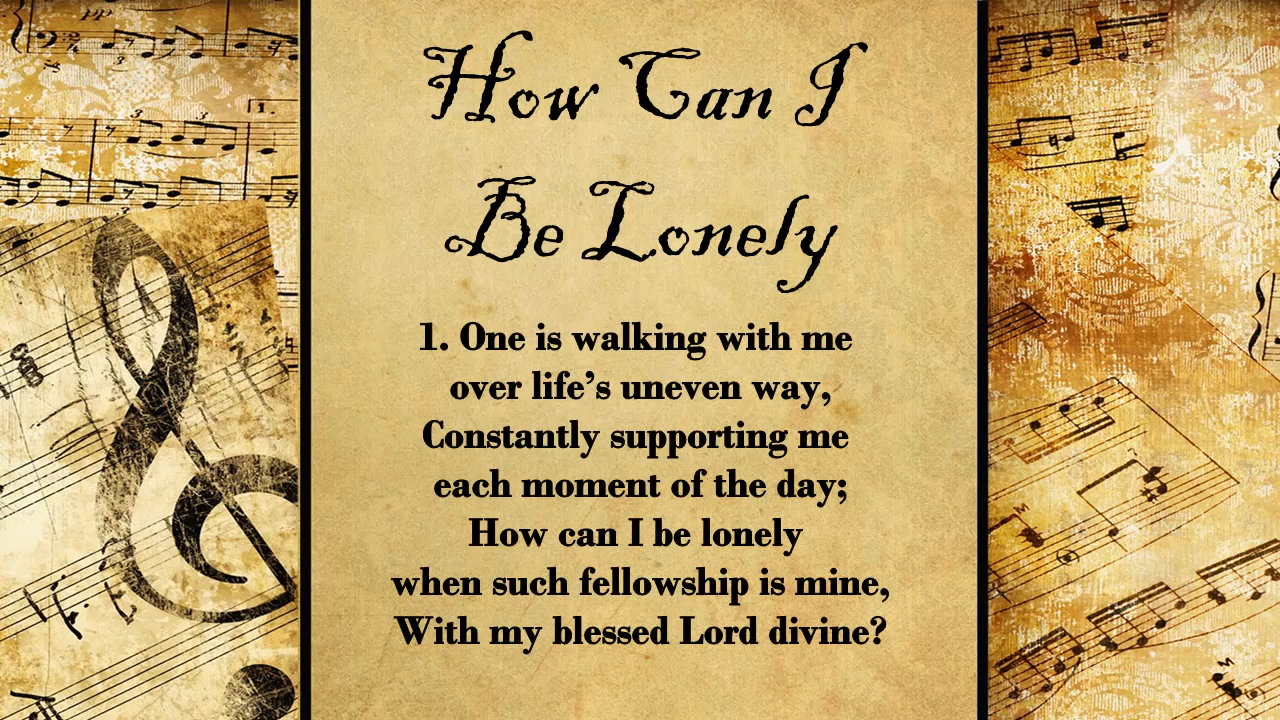 How Can I
Be Lonely
1. One is walking with me
over life’s uneven way,
Constantly supporting me
each moment of the day;
How can I be lonely
when such fellowship is mine,
With my blessed Lord divine?